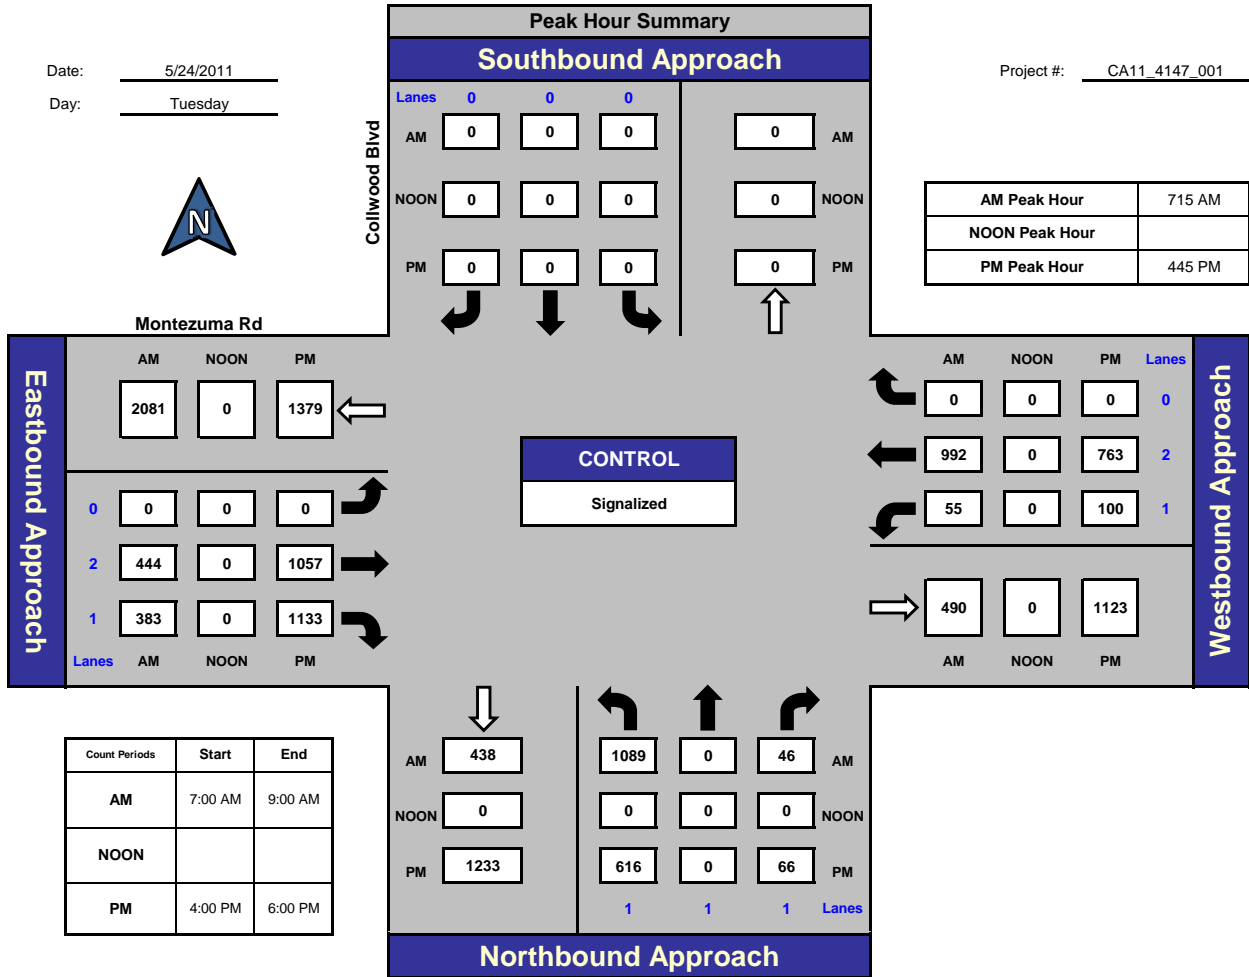 Peak Hour Summary
Southbound Approach
Date: 5/24/2011
Project #: CA11_4147_001
Day: Tuesday
Lanes 0 0 0
AM 0 0 0 0 AM
Collwood Blvd
N
NOON 0 0 0 0 NOON
AM Peak Hour 715 AM
NOON Peak Hour
PM Peak Hour 445 PM
PM 0 0 0 0 PM
Montezuma Rd
Eastbound Approach
AM NOON PM
2081 0 1379
0 0 0 0
2 444 0 1057
1 383 0 1133
Lanes AM NOON PM
CONTROL
Signalized
AM NOON PM Lanes
0 0 0 0
992 0 763 2
55 0 100 1
490 0 1123
AM NOON PM
Westbound Approach
Count Periods Start End
AM 7:00 AM 9:00 AM
NOON
PM 4:00 PM 6:00 PM
AM 438 1089 0 46 AM
NOON 0 0 0 0 NOON
PM 1233 616 0 66 PM
1 1 1 Lanes
Northbound Approach